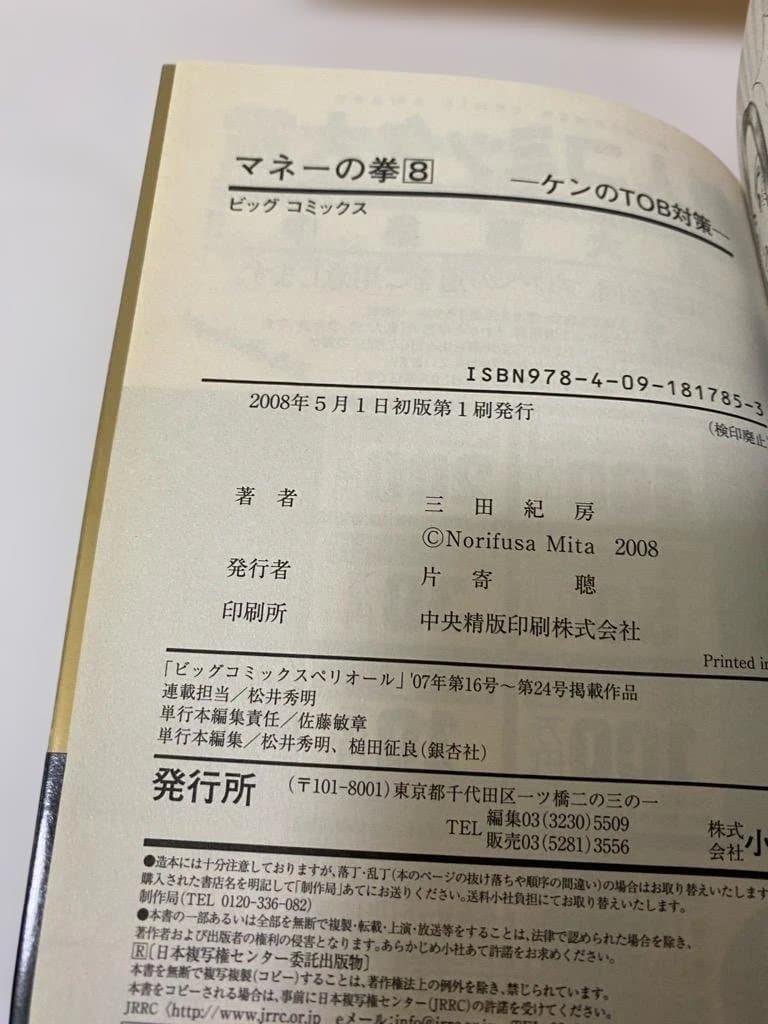 マネーの拳8 ―ケンのTOB対策―
ビッグ コミックス
ISBN978-4-09-181785-3
2008年5月1日初版第1刷発行
(検印廃止)
著者 三田紀房
©Norifusa Mita 2008
発行者 片寄 聰
印刷所 中央精版印刷株式会社
Printed in
「ビッグコミックスペリオール」'07年第16号～第24号掲載作品
連載担当／松井秀明
単行本編集責任／佐藤敏章
単行本編集／松井秀明、槌田征良(銀杏社)
発行所 (〒101-8001)東京都千代田区一ツ橋二の三の一
TEL 編集03(3230)5509
販売03(5281)3556
株式会社 小
●造本には十分注意しておりますが、落丁・乱丁(本のページの抜け落ちや順序の間違い)の場合はお取り替えいたします
購入された書店名を明記して「制作局」あてにお送りください。送料小社負担にてお取り替えいたします。
制作局(TEL 0120-336-082)
●本書の一部あるいは全部を無断で複製・転載・上演・放送等をすることは、法律で認められた場合を除き、
著作者および出版者の権利の侵害となります。あらかじめ小社あて許諾をお求めください。
R[日本複写権センター委託出版物]
本書を無断で複写複製(コピー)することは、著作権法上の例外を除き、禁じられています。
本書をコピーされる場合は、事前に日本複写権センター(JRRC)の許諾を受けてください。
JRRC〈http://www.jrrc.or.jp eメール:info@jrrc.or.jp